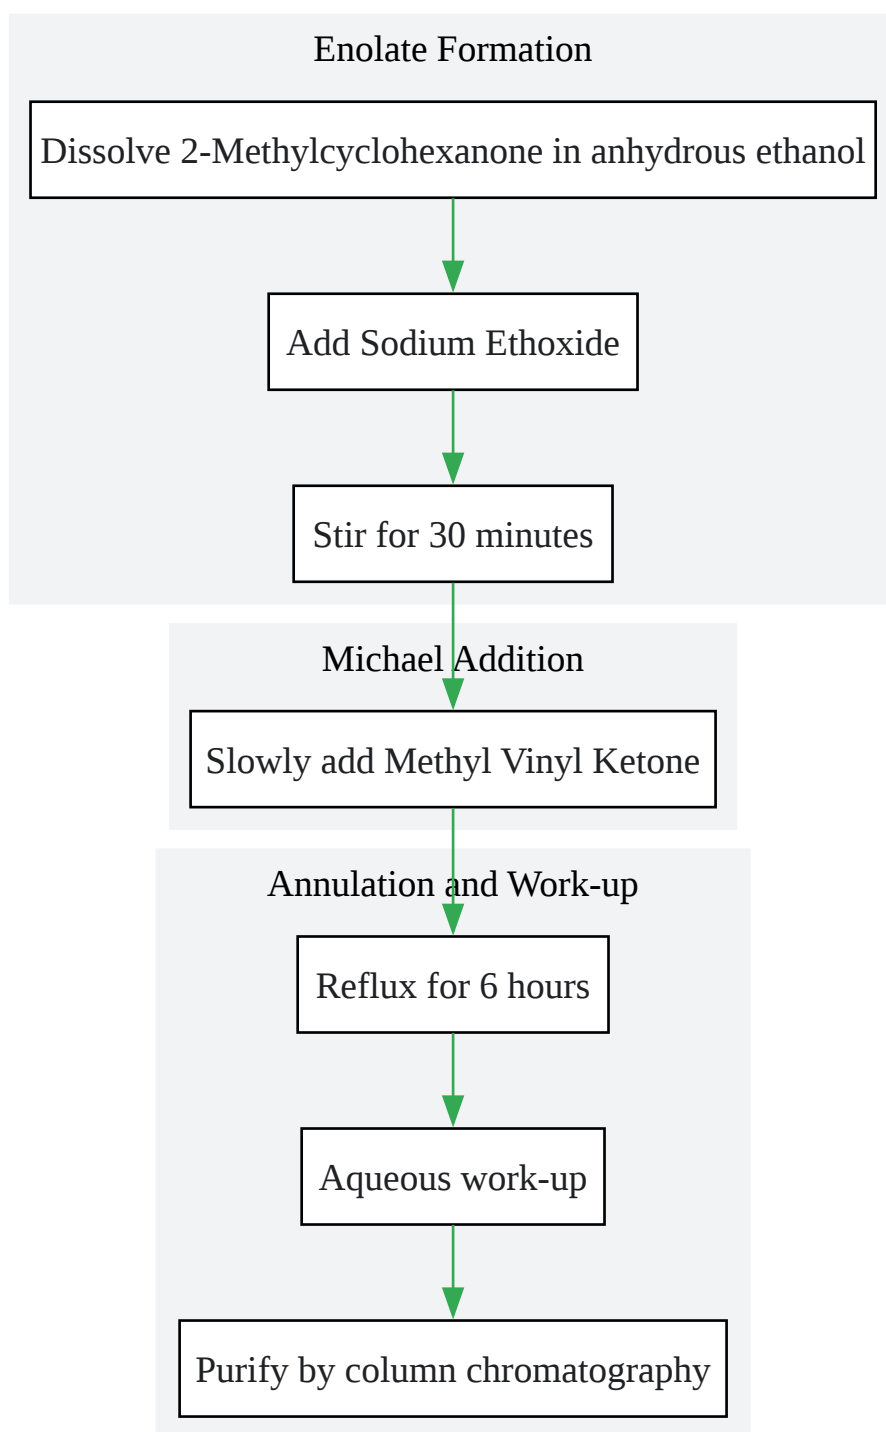 Enolate Formation
Dissolve 2-Methylcyclohexanone in anhydrous ethanol
Add Sodium Ethoxide
Stir for 30 minutes
Michael Addition
Slowly add Methyl Vinyl Ketone
Annulation and Work-up
Reflux for 6 hours
Aqueous work-up
Purify by column chromatography